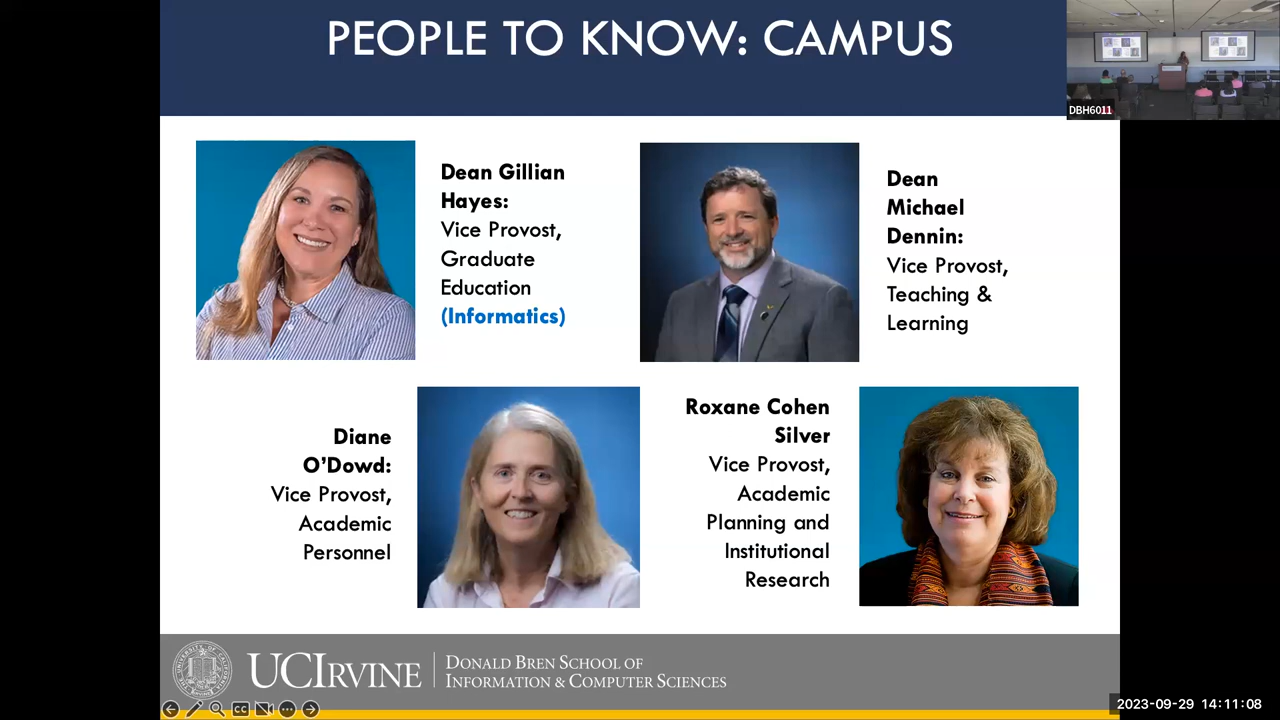 PEOPLE TO KNOW: CAMPUS
DBH6011
Dean Gillian
Hayes:
Vice Provost,
Graduate
Education
(Informatics)
Dean
Michael
Dennin:
Vice Provost,
Teaching &
Learning
Diane
O'Dowd:
Vice Provost,
Academic
Personnel
Roxane Cohen
Silver
Vice Provost,
Academic
Planning and
Institutional
Research
UCIRVINE
DONALD BREN SCHOOL OF
INFORMATION & COMPUTER SCIENCES
CC
2023-09-29 14:11:08